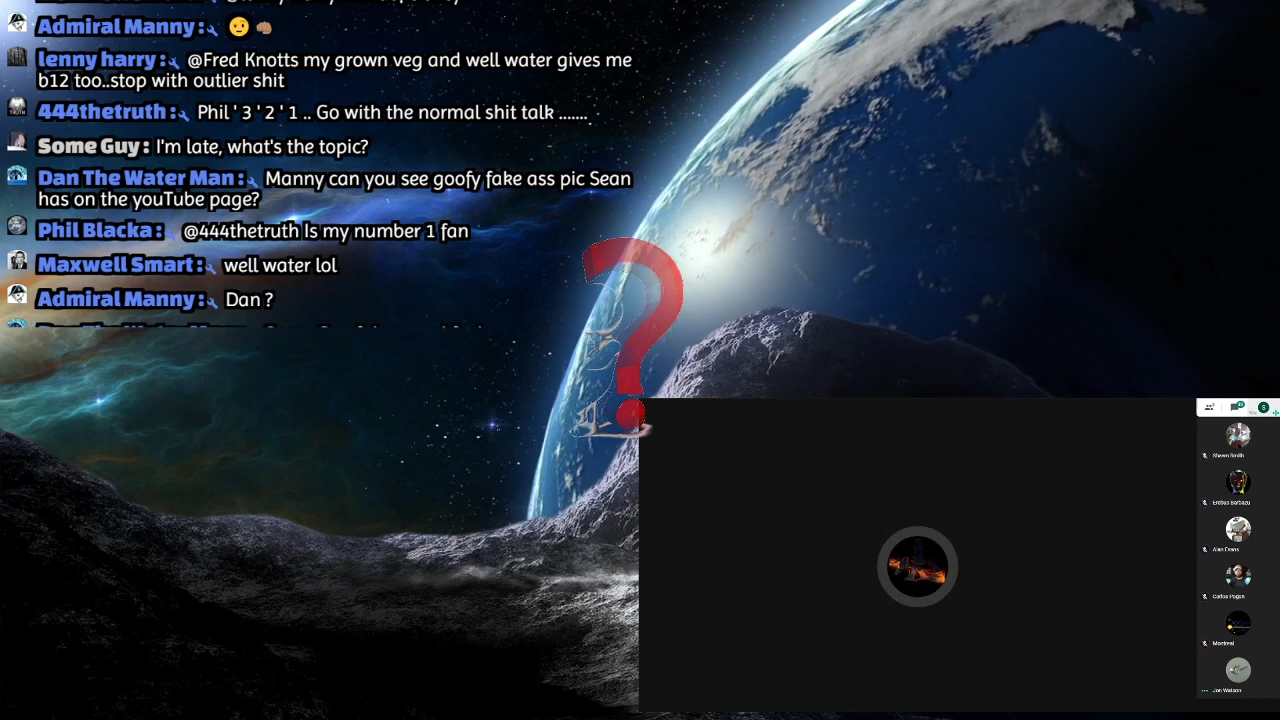 Admiral Manny :
lenny harry : @Fred Knotts my grown veg and well water gives me
b12 too..stop with outlier shit
444thetruth : Phil ' 3 ' 2 ' 1 .. Go with the normal shit talk .......
Some Guy : I'm late, what's the topic?
Dan The Water Man : Manny can you see goofy fake ass pic Sean
has on the youTube page?
Phil Blacka : @444thetruth Is my number 1 fan
Maxwell Smart : well water lol
Admiral Manny : Dan ?
?
Shawn Smith
Erebus Barbazu
Alan Evans
Carlos Pagan
Montreal
Jon Watson